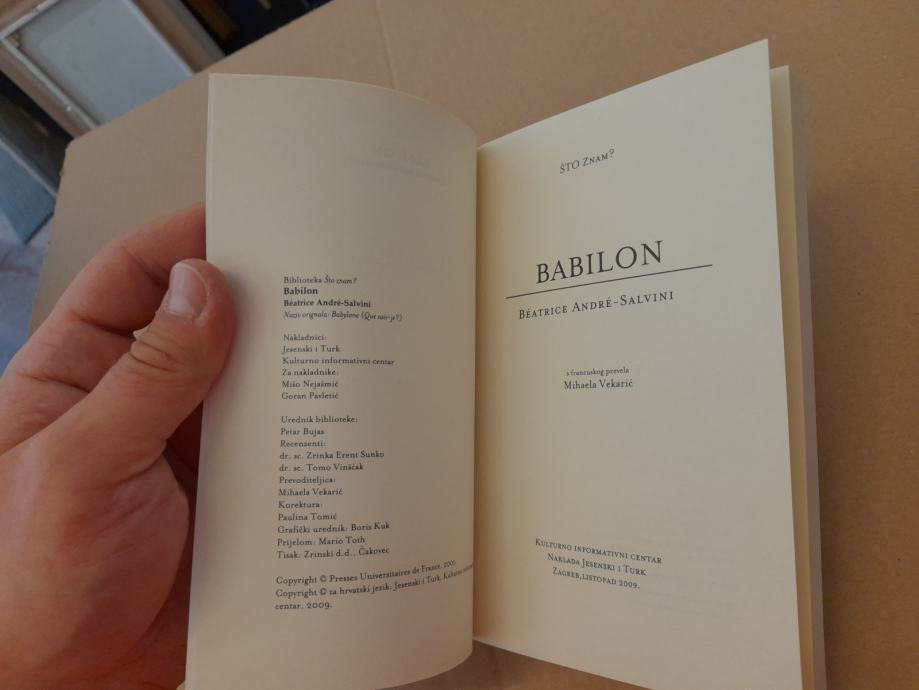 Biblioteka Što znam?
Babilon
Béatrice André-Salvini
Naziv orignala: Babylone (Que sais-je?)
Nakladnici:
Jesenski i Turk
Kulturno informativni centar
Za nakladnike:
Mišo Nejašmić
Goran Pavletić
Urednik biblioteke:
Petar Bujas
Recenzenti:
dr. sc. Zrinka Erent Sunko
dr. sc. Tomo Vinšćak
Prevoditeljica:
Mihaela Vekarić
Korektura:
Paulina Tomić
Grafički urednik: Boris Kuk
Prijelom: Mario Toth
Tisak: Zrinski d.d., Čakovec
Copyright © Presses Universitaires de France,
Copyright © za hrvatski jezik: Jesenski i Turk, Kulturno
centar, 2009.
ŠTO ZNAM?
BABILON
BÉATRICE ANDRÉ-SALVINI
s francuskog prevela
Mihaela Vekarić
KULTURNO INFORMATIVNI CENTAR
NAKLADA JESENSKI I TURK
ZAGREB, LISTOPAD 2009.